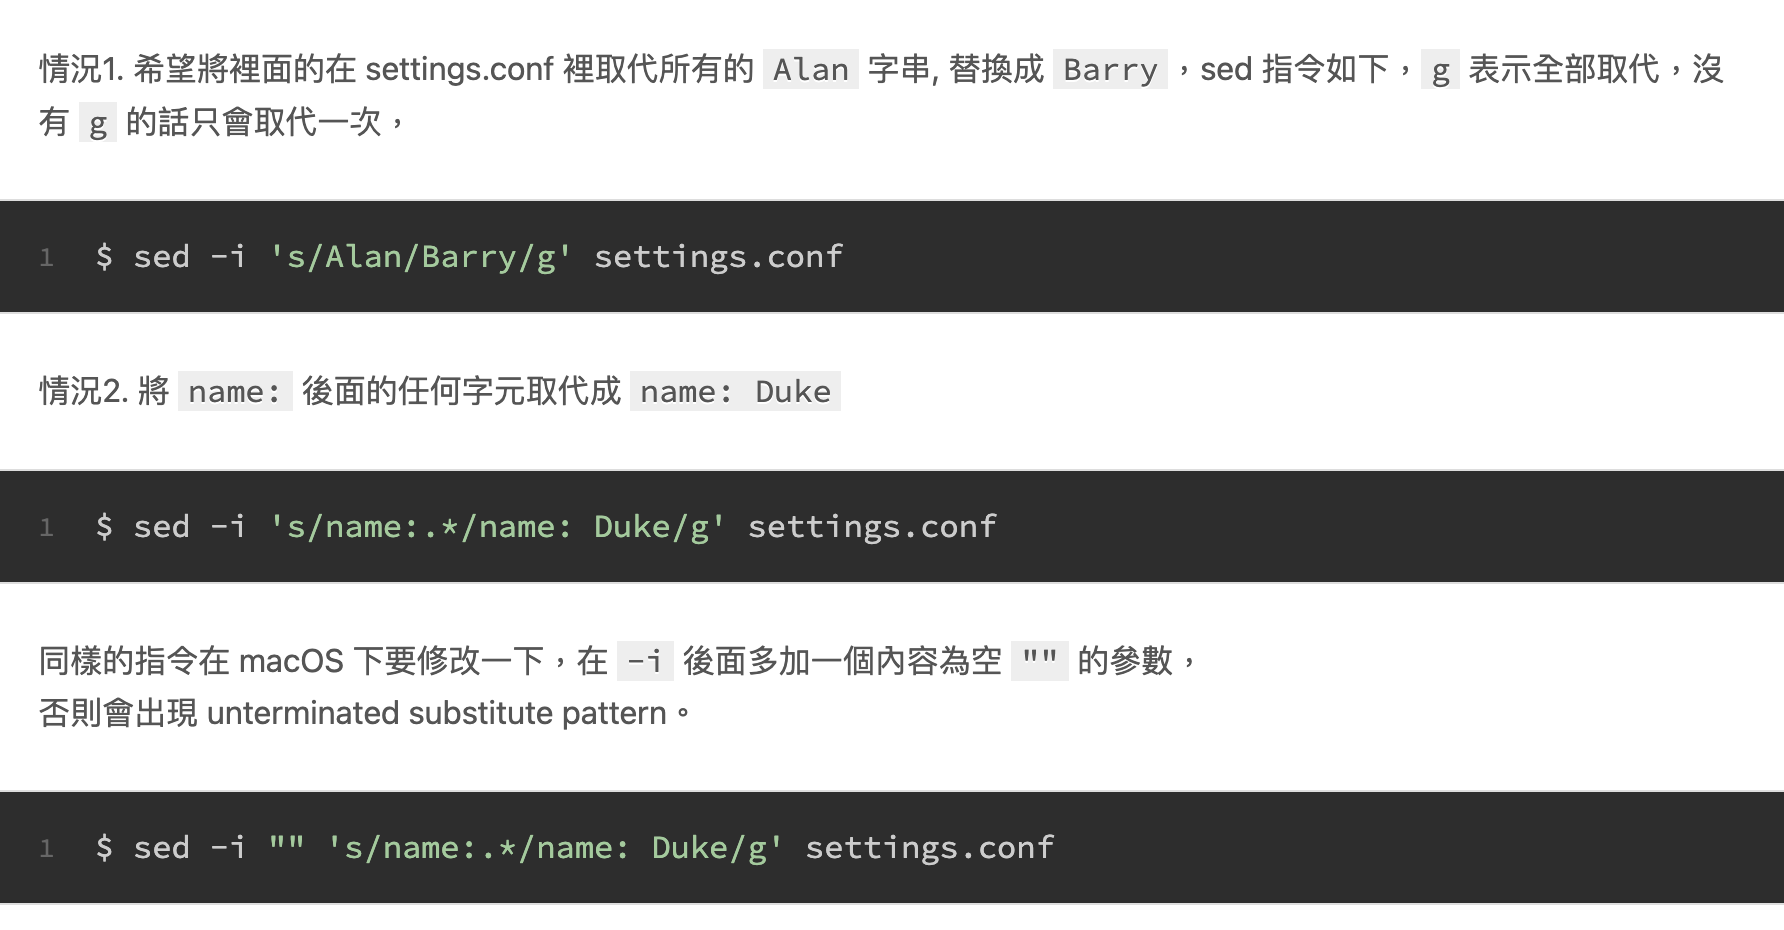 情況1. 希望將裡面的在 settings.conf 裡取代所有的 Alan 字串, 替換成 Barry，sed 指令如下，g 表示全部取代，沒
有 g 的話只會取代一次，
1 $ sed -i 's/Alan/Barry/g' settings.conf
情況2. 將 name: 後面的任何字元取代成 name: Duke
1 $ sed -i 's/name:.*/name: Duke/g' settings.conf
同樣的指令在 macOS 下要修改一下，在 -i 後面多加一個內容為空 "" 的參數，
否則會出現 unterminated substitute pattern。
1 $ sed -i "" 's/name:.*/name: Duke/g' settings.conf